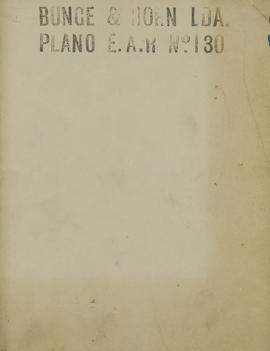 BUNGE & HORN LDA.
PLANO E.A.R Nº130